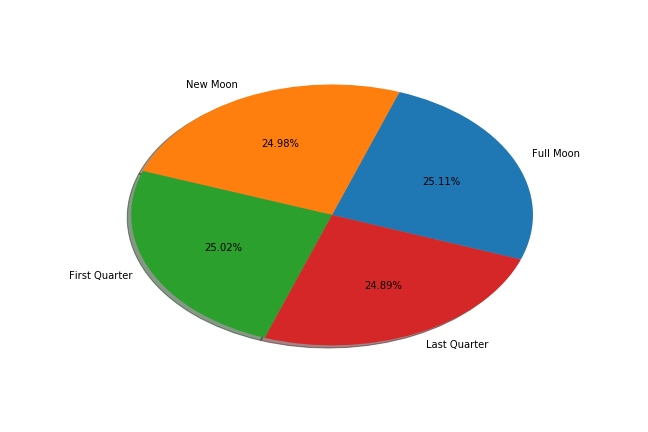 New Moon
24.98%
Full Moon
25.11%
25.02%
First Quarter
24.89%
Last Quarter